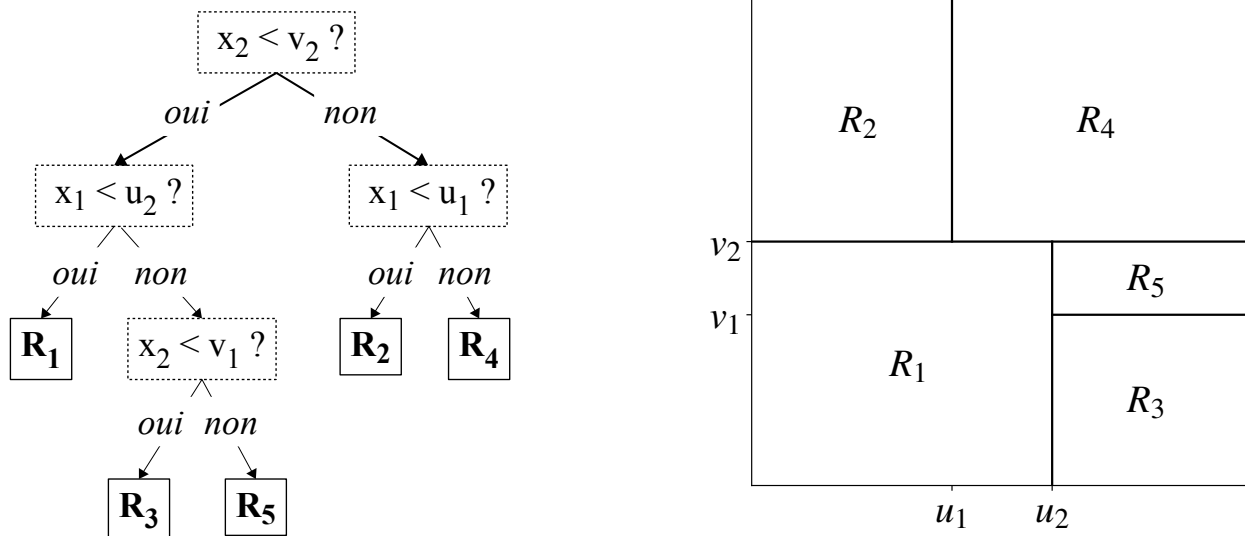 x2 < v2 ?
oui non
x1 < u2 ? x1 < u1 ?
oui non oui non
R1 x2 < v1 ? R2 R4
oui non
R3 R5
R2 R4
v2
R5
v1
R1
R3
u1 u2